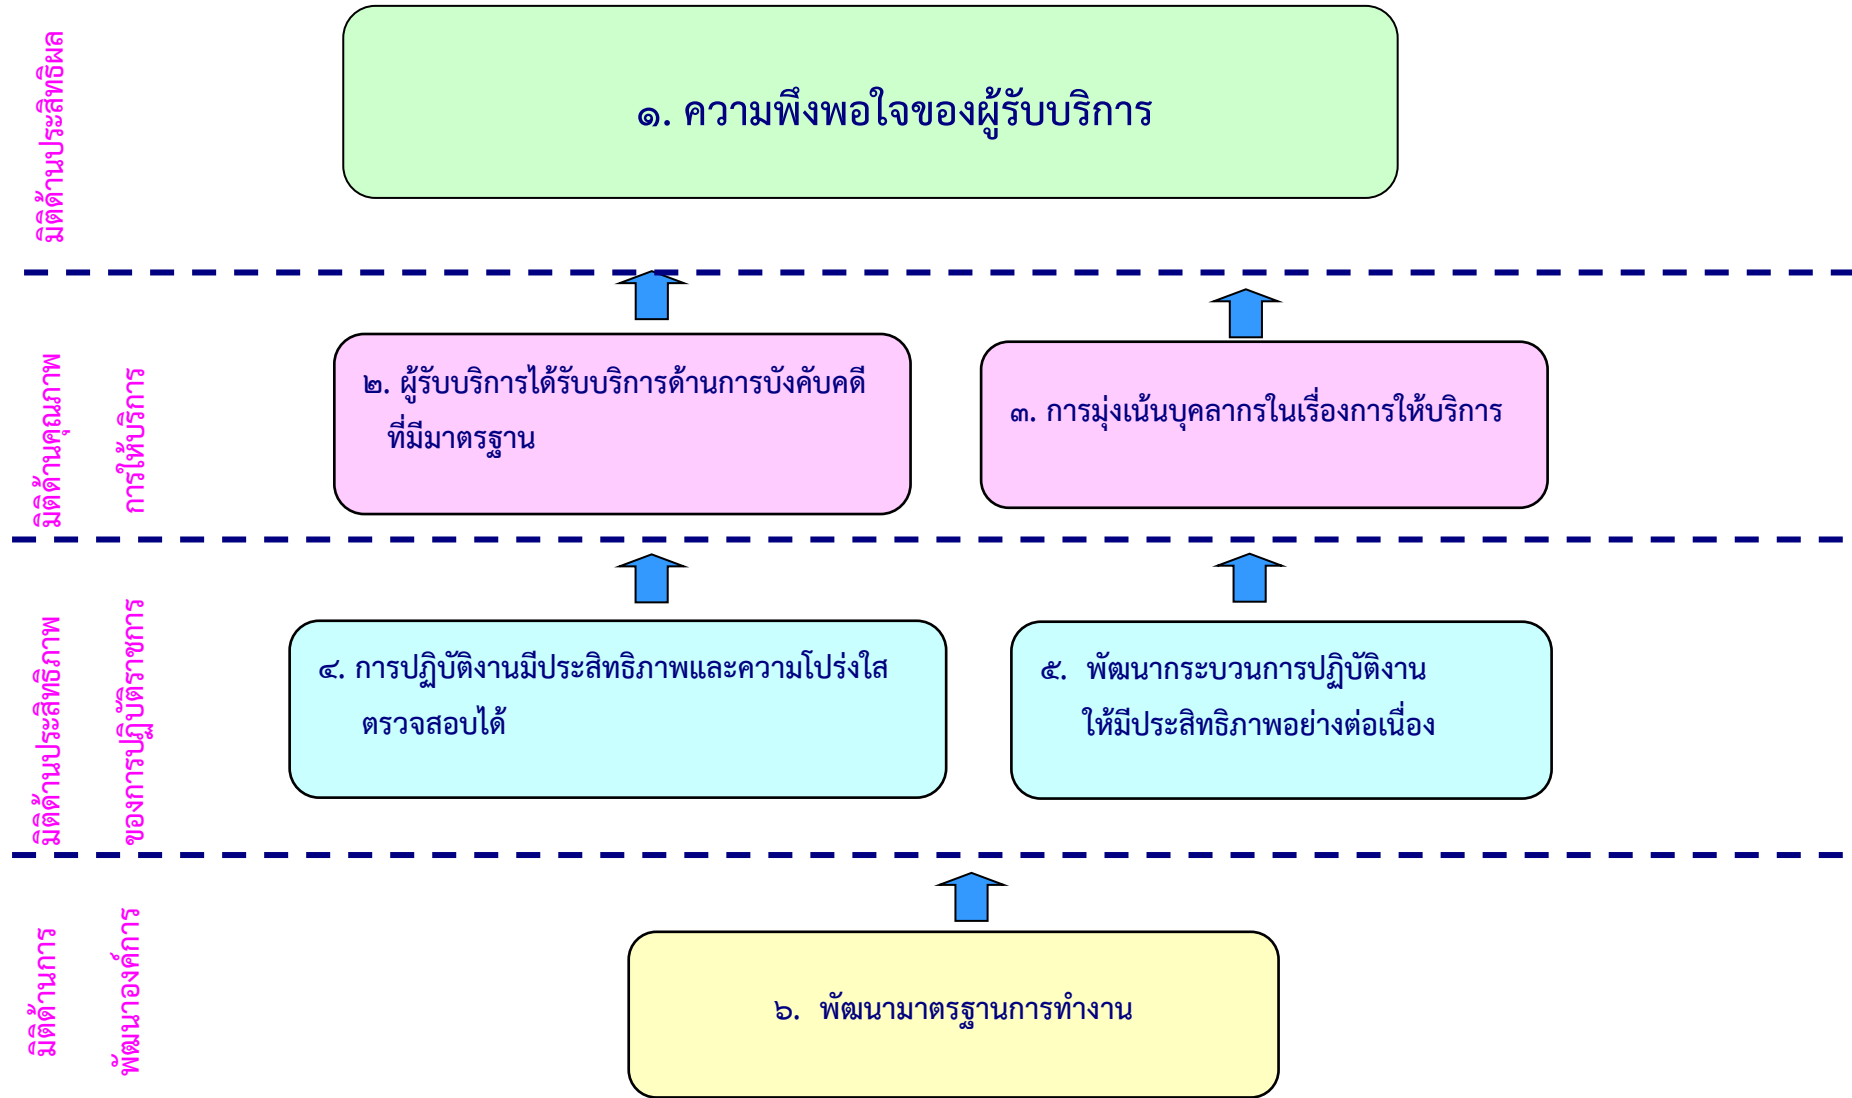 มิติด้านประสิทธิผล
๑. ความพึงพอใจของผู้รับบริการ
มิติด้านคุณภาพ
การให้บริการ
๒. ผู้รับบริการได้รับบริการด้านการบังคับคดี
ที่มีมาตรฐาน
๓. การมุ่งเน้นบุคลากรในเรื่องการให้บริการ
มิติด้านประสิทธิภาพ
ของการปฏิบัติราชการ
๔. การปฏิบัติงานมีประสิทธิภาพและความโปร่งใส
ตรวจสอบได้
๕. พัฒนากระบวนการปฏิบัติงาน
ให้มีประสิทธิภาพอย่างต่อเนื่อง
มิติด้านการ
พัฒนาองค์การ
๖. พัฒนามาตรฐานการทำงาน